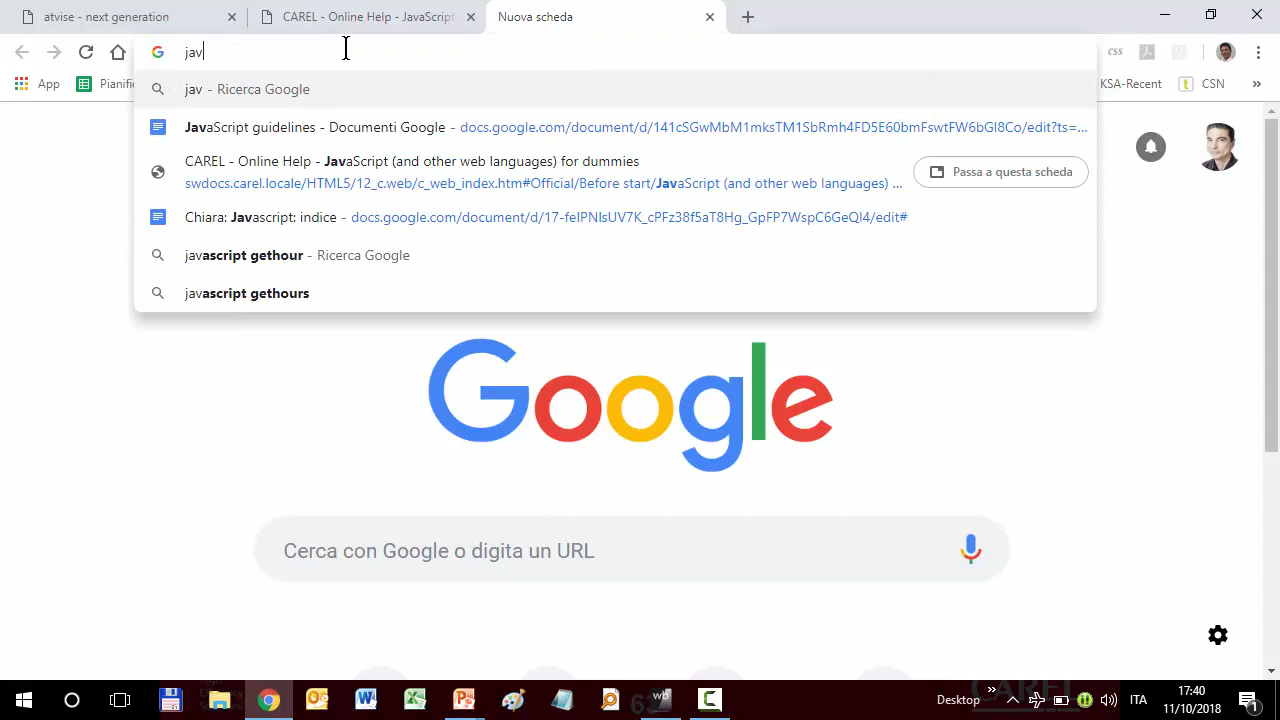 atvise - next generation
CAREL - Online Help - JavaScript
Nuova scheda
jav
css
App
Pianifi
KSA-Recent
CSN
jav - Ricerca Google
JavaScript guidelines - Documenti Google - docs.google.com/document/d/141cSGwMbM1mksTM1SbRmh4FD5E60bmFswtFW6bGl8Co/edit?ts=...
CAREL - Online Help - JavaScript (and other web languages) for dummies
swdocs.carel.locale/HTML5/12_c.web/c_web_index.htm#Official/Before start/JavaScript (and other web languages) ...
Passa a questa scheda
Chiara: Javascript: indice - docs.google.com/document/d/17-feIPNIsUV7K_cPFz38f5aT8Hg_GpFP7WspC6GeQI4/edit#
javascript gethour - Ricerca Google
javascript gethours
Google
Cerca con Google o digita un URL
Desktop
ITA
17:40
11/10/2018